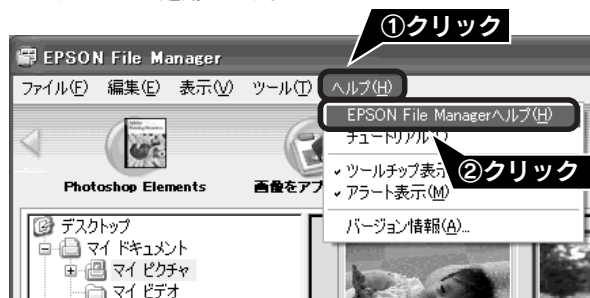 ①クリック
EPSON File Manager
ファイル(F) 編集(E) 表示(V) ツール(T) ヘルプ(H)
EPSON File Managerヘルプ(H)
チュートリアル
②クリック
ツールチップ表示
アラート表示(M)
バージョン情報(A)...
Photoshop Elements
画像をアプ
デスクトップ
マイ ドキュメント
マイ ピクチャ
マイ ビデオ